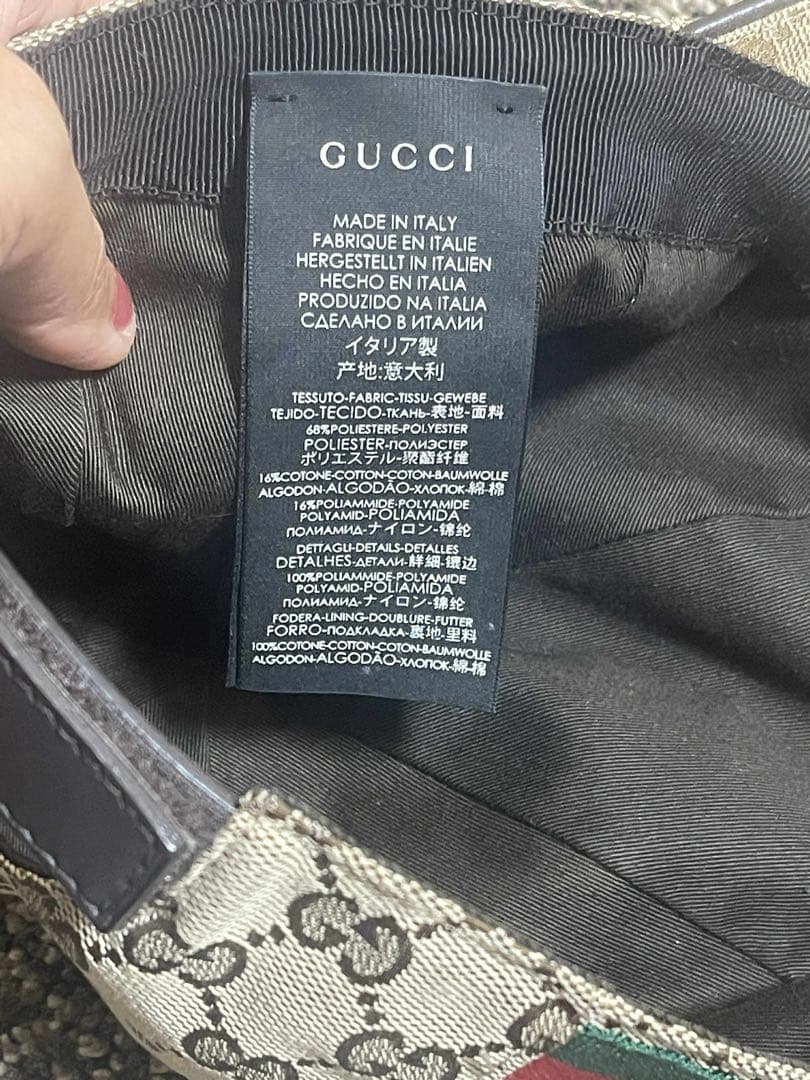 GUCCI
MADE IN ITALY
FABRIQUE EN ITALIE
HERGESTELLT IN ITALIEN
HECHO EN ITALIA
PRODUZIDO NA ITALIA
СДЕЛАНО В ИТАЛИИ
イタリア製
产地:意大利
TESSUTO-FABRIC-TISSU-GEWEBE
TEJIDO-TECIDO-ТКАНЬ-表地-面料
68%POLIESTERE-POLYESTER
POLIESTER-ПОЛИЭСТЕР
ポリエステル-聚酯纤维
16%COTONE-COTTON-COTON-BAUMWOLLE
ALGODON-ALGODÃO-ХЛОПОК-綿-棉
16%POLIAMMIDE-POLYAMIDE
POLYAMID-POLIAMIDA
ПОЛИАМИД-ナイロン-锦纶
DETTAGLI-DETAILS-DETALLES
DETALHES-ДЕТАЛИ-詳細-镶边
100%POLIAMMIDE-POLYAMIDE
POLYAMID-POLIAMIDA
ПОЛИАМИД-ナイロン-锦纶
FODERA-LINING-DOUBLURE-FUTTER
FORRO-ПОДКЛАДКА-裏地-里料
100%COTONE-COTTON-COTON-BAUMWOLLE
ALGODON-ALGODÃO-ХЛОПОК-綿-棉